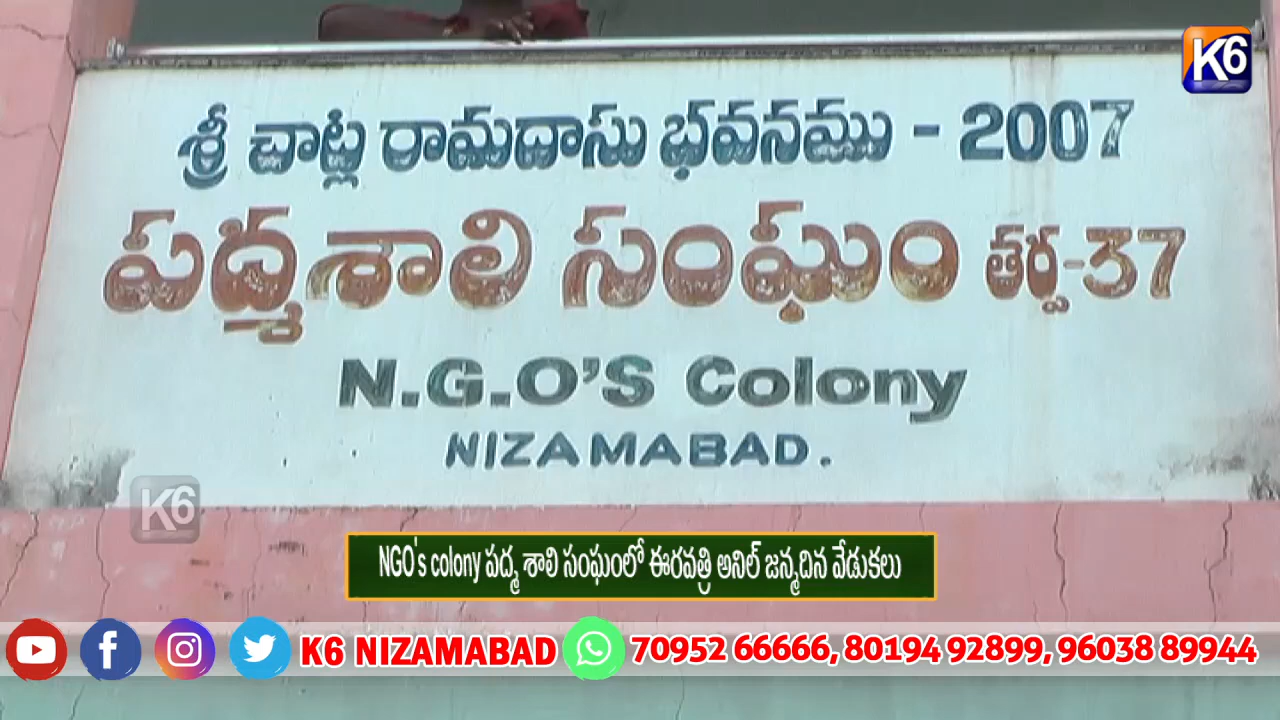 K6
శ్రీ చాట్ల రామదాసు భవనము - 2007
పద్మశాలి సంఘం తర్ప-37
N.G.O'S Colony
NIZAMABAD.
K6
NGO's colony పద్మ శాలి సంఘంలో ఈరవత్రి అనిల్ జన్మదిన వేడుకలు
K6 NIZAMABAD 70952 66666, 80194 92899, 96038 89944